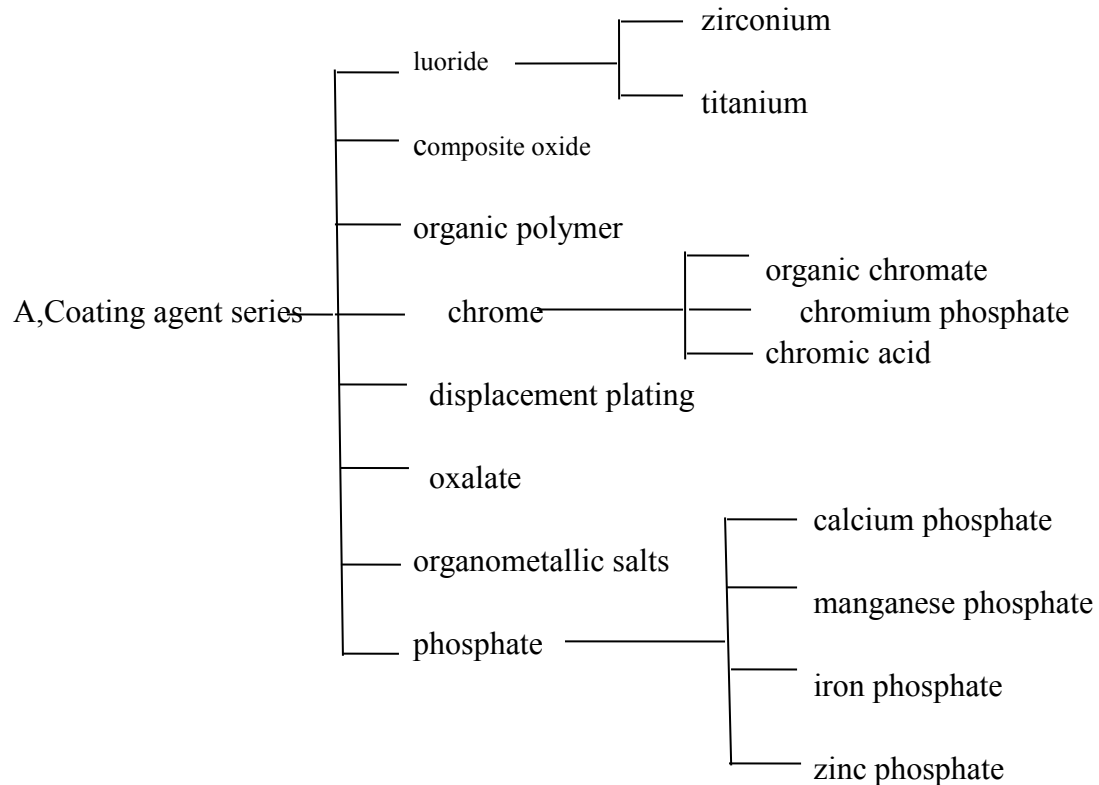 zirconium
luoride
titanium
composite oxide
organic polymer
organic chromate
A,Coating agent series
chrome
chromium phosphate
chromic acid
displacement plating
oxalate
calcium phosphate
organometallic salts
manganese phosphate
phosphate
iron phosphate
zinc phosphate